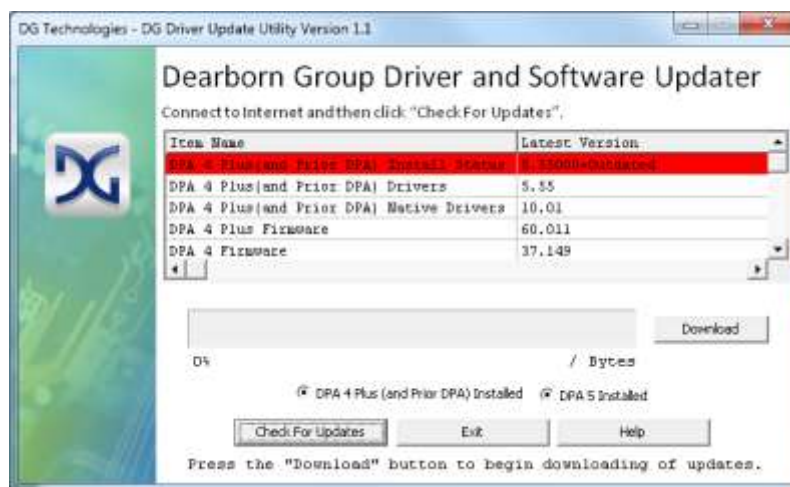 DG Technologies - DG Driver Update Utility Version 1.1
DG
Dearborn Group Driver and Software Updater
Connect to Internet and then click "Check For Updates".
Item Name Latest Version
DPA 4 Plus(and Prior DPA) Install Status 5.55000=Outdated
DPA 4 Plus(and Prior DPA) Drivers 5.55
DPA 4 Plus(and Prior DPA) Native Drivers 10.01
DPA 4 Plus Firmware 60.011
DPA 4 Firmware 37.149
Download
0% / Bytes
DPA 4 Plus (and Prior DPA) Installed DPA 5 Installed
Check For Updates Exit Help
Press the "Download" button to begin downloading of updates.